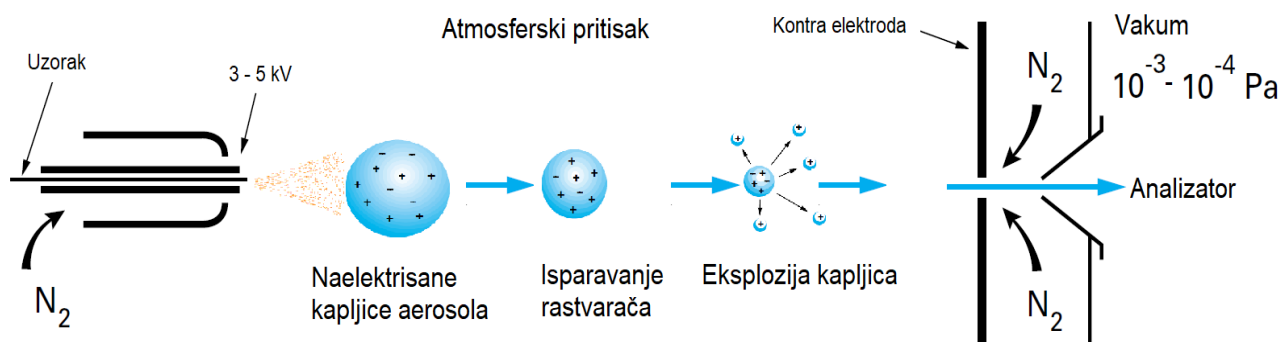 Atmosferski pritisak
Uzorak
3 - 5 kV
N2
Naelektrisane
kapljice aerosola
Isparavanje
rastvarača
Eksplozija kapljica
Kontra elektroda
Vakum
10-3- 10-4 Pa
N2
Analizator
N2